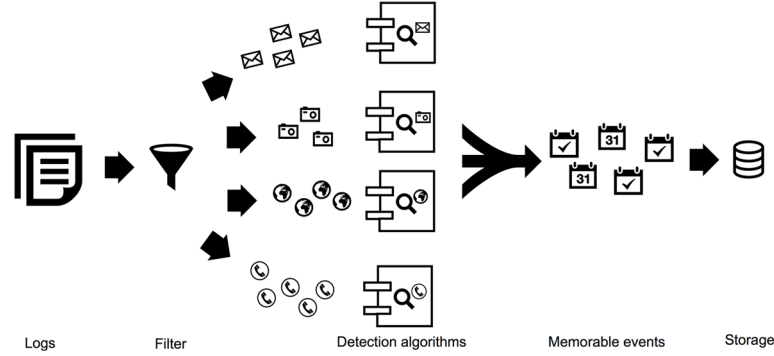 31
31
Logs
Filter
Detection algorithms
Memorable events
Storage